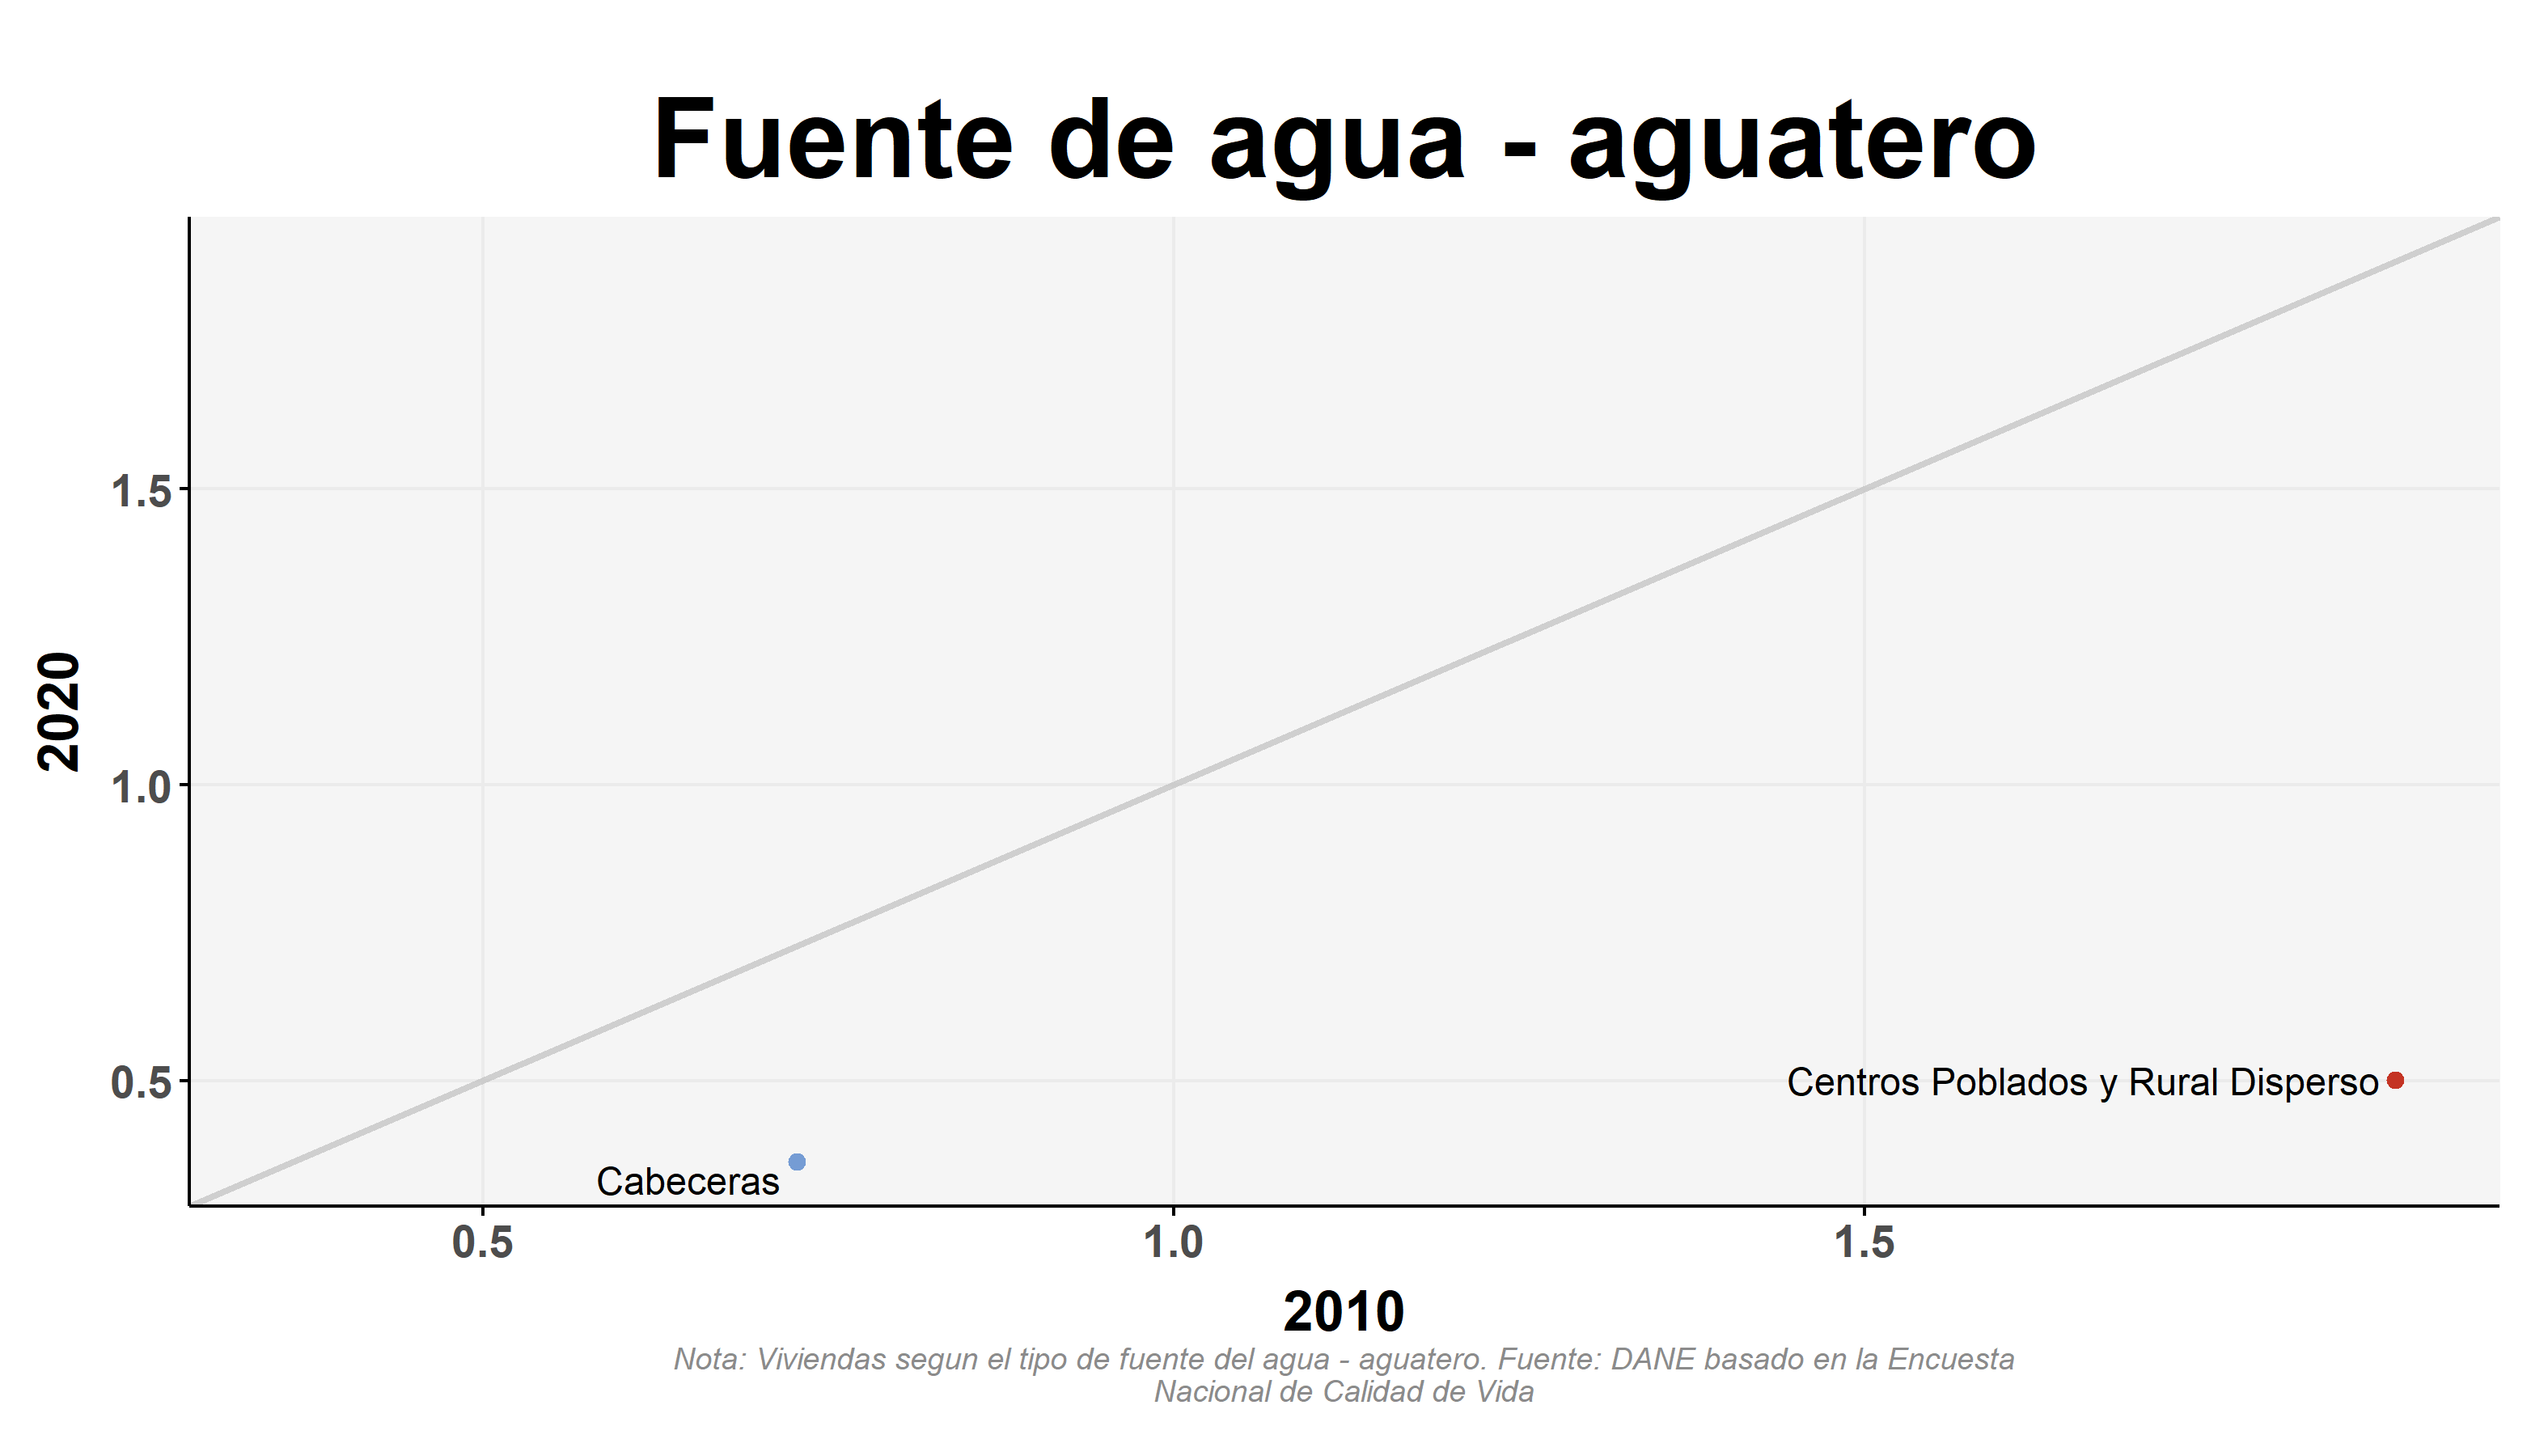 Fuente de agua - aguatero
2020
1.5
1.0
0.5
Centros Poblados y Rural Disperso
Cabeceras
0.5
1.0
1.5
2010
Nota: Viviendas segun el tipo de fuente del agua - aguatero. Fuente: DANE basado en la Encuesta
Nacional de Calidad de Vida